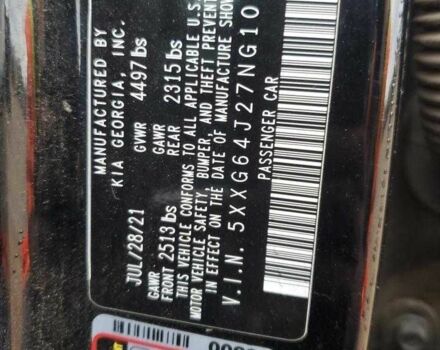 MANUFACTURED BY
KIA GEORGIA, INC.
JUL/28/21 GVWR 4497 lbs
GAWR FRONT 2513 lbs GAWR REAR 2315 lbs
THIS VEHICLE CONFORMS TO ALL APPLICABLE U.S.
MOTOR VEHICLE SAFETY, BUMPER, AND THEFT PREVENT
IN EFFECT ON THE DATE OF MANUFACTURE SHOW
V.I.N. 5XXG64J27NG10
PASSENGER CAR